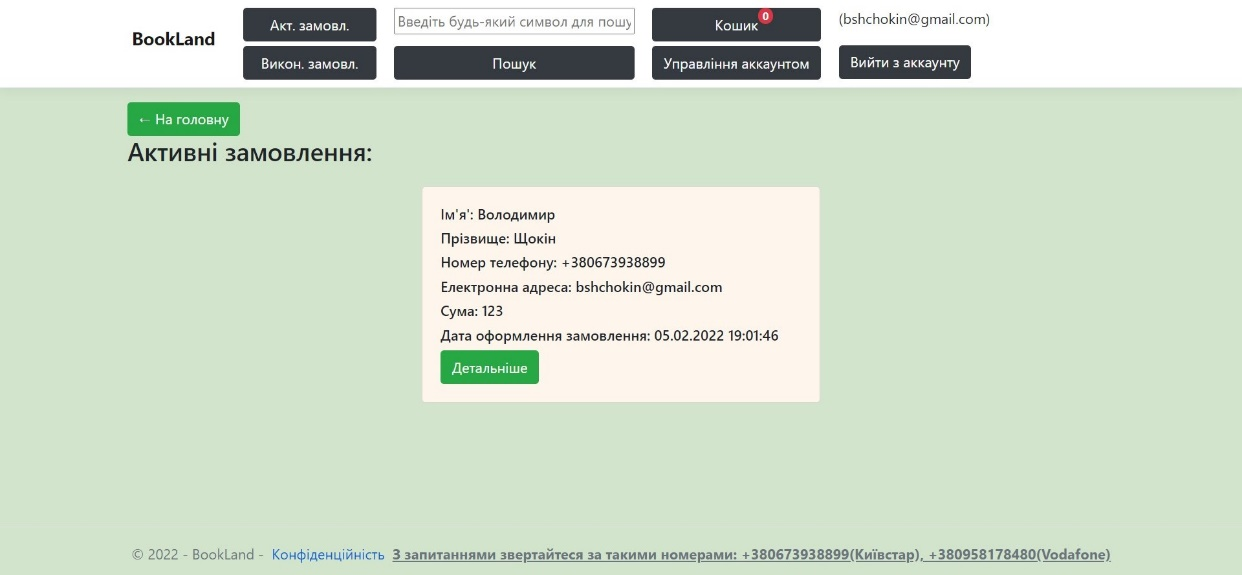 BookLand
Акт. замовл.
Викон. замовл.
Введіть будь-який символ для пошу
Пошук
Кошик 0
Управління аккаунтом
(bshchokin@gmail.com)
Вийти з аккаунту
← На головну
Активні замовлення:
Ім'я': Володимир
Прізвище: Щокін
Номер телефону: +380673938899
Електронна адреса: bshchokin@gmail.com
Сума: 123
Дата оформлення замовлення: 05.02.2022 19:01:46
Детальніше
© 2022 - BookLand - Конфіденційність З запитаннями звертайтеся за такими номерами: +380673938899(Київстар), +380958178480(Vodafone)